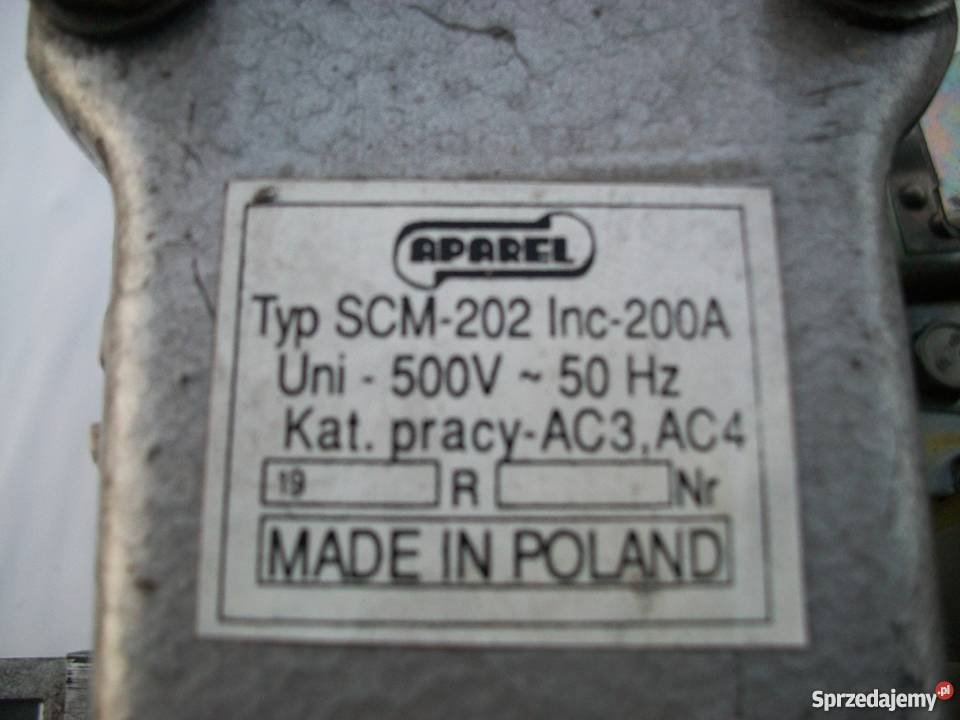 APAREL
Typ SCM-202 Inc-200A
Uni - 500V ~ 50 Hz
Kat. pracy-AC3,AC4
19 R Nr
MADE IN POLAND
Sprzedajemy.pl